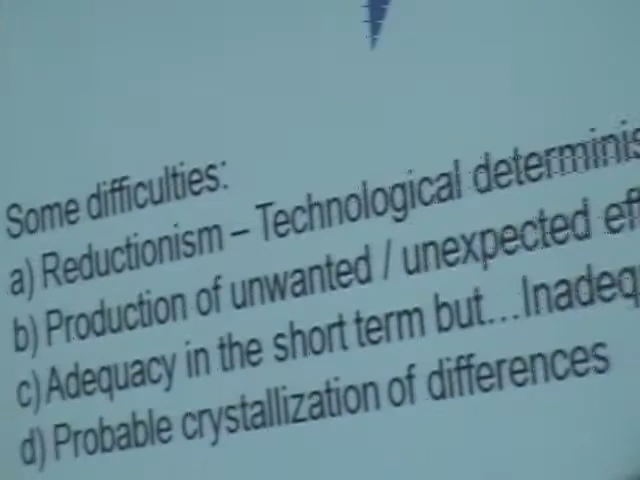 Some difficulties:
a) Reductionism – Technological determinis
b) Production of unwanted / unexpected eff
c) Adequacy in the short term but...Inadeq
d) Probable crystallization of differences